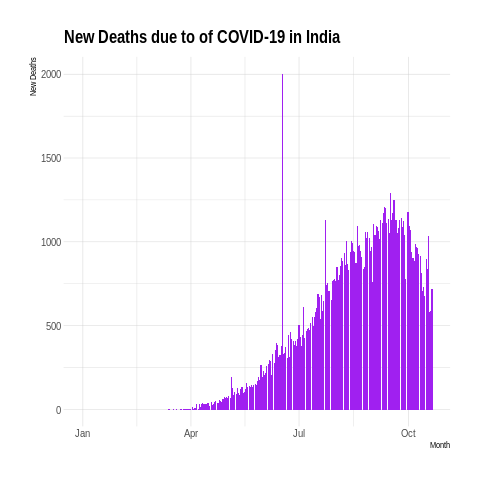 New Deaths due to of COVID-19 in India
New Deaths
2000
1500
1000
500
0
Jan Apr Jul Oct
Month